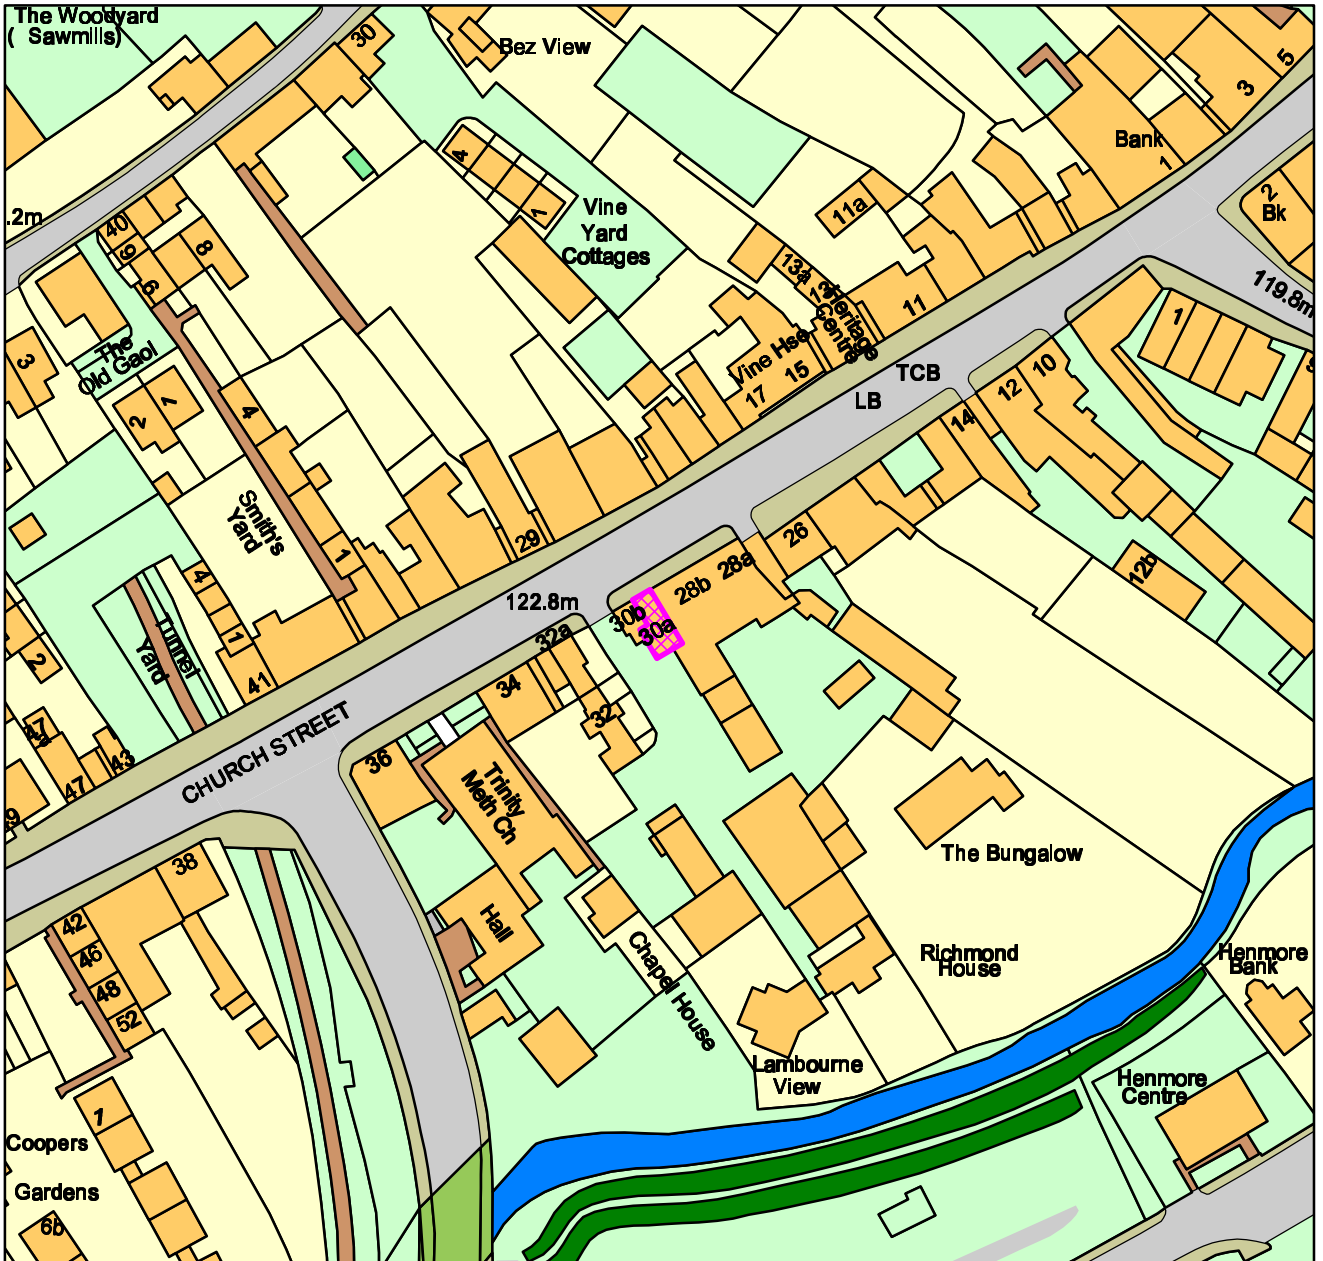 The Woodyard
( Sawmills)
30
Bez View
5
3
Bank
1
2
Bk
119.8m
.2m
40
9
6
8
4
1
Vine
Yard
Cottages
11a
13a
13
Heritage
Centre
11
1
3
The
Old Gaol
2
1
4
Vine Hse
17
15
TCB
LB
10
12
14
Smith's
Yard
1
29
26
28a
28b
12b
122.8m
30b
30a
32a
4
1
2
Tunnel
Yard
41
34
32
47
43
47
CHURCH STREET
36
Trinity
Meth Ch
The Bungalow
38
42
46
48
52
Hall
Chapel House
Richmond
House
Henmore
Bank
Lambourne
View
Henmore
Centre
1
Coopers
Gardens
6b